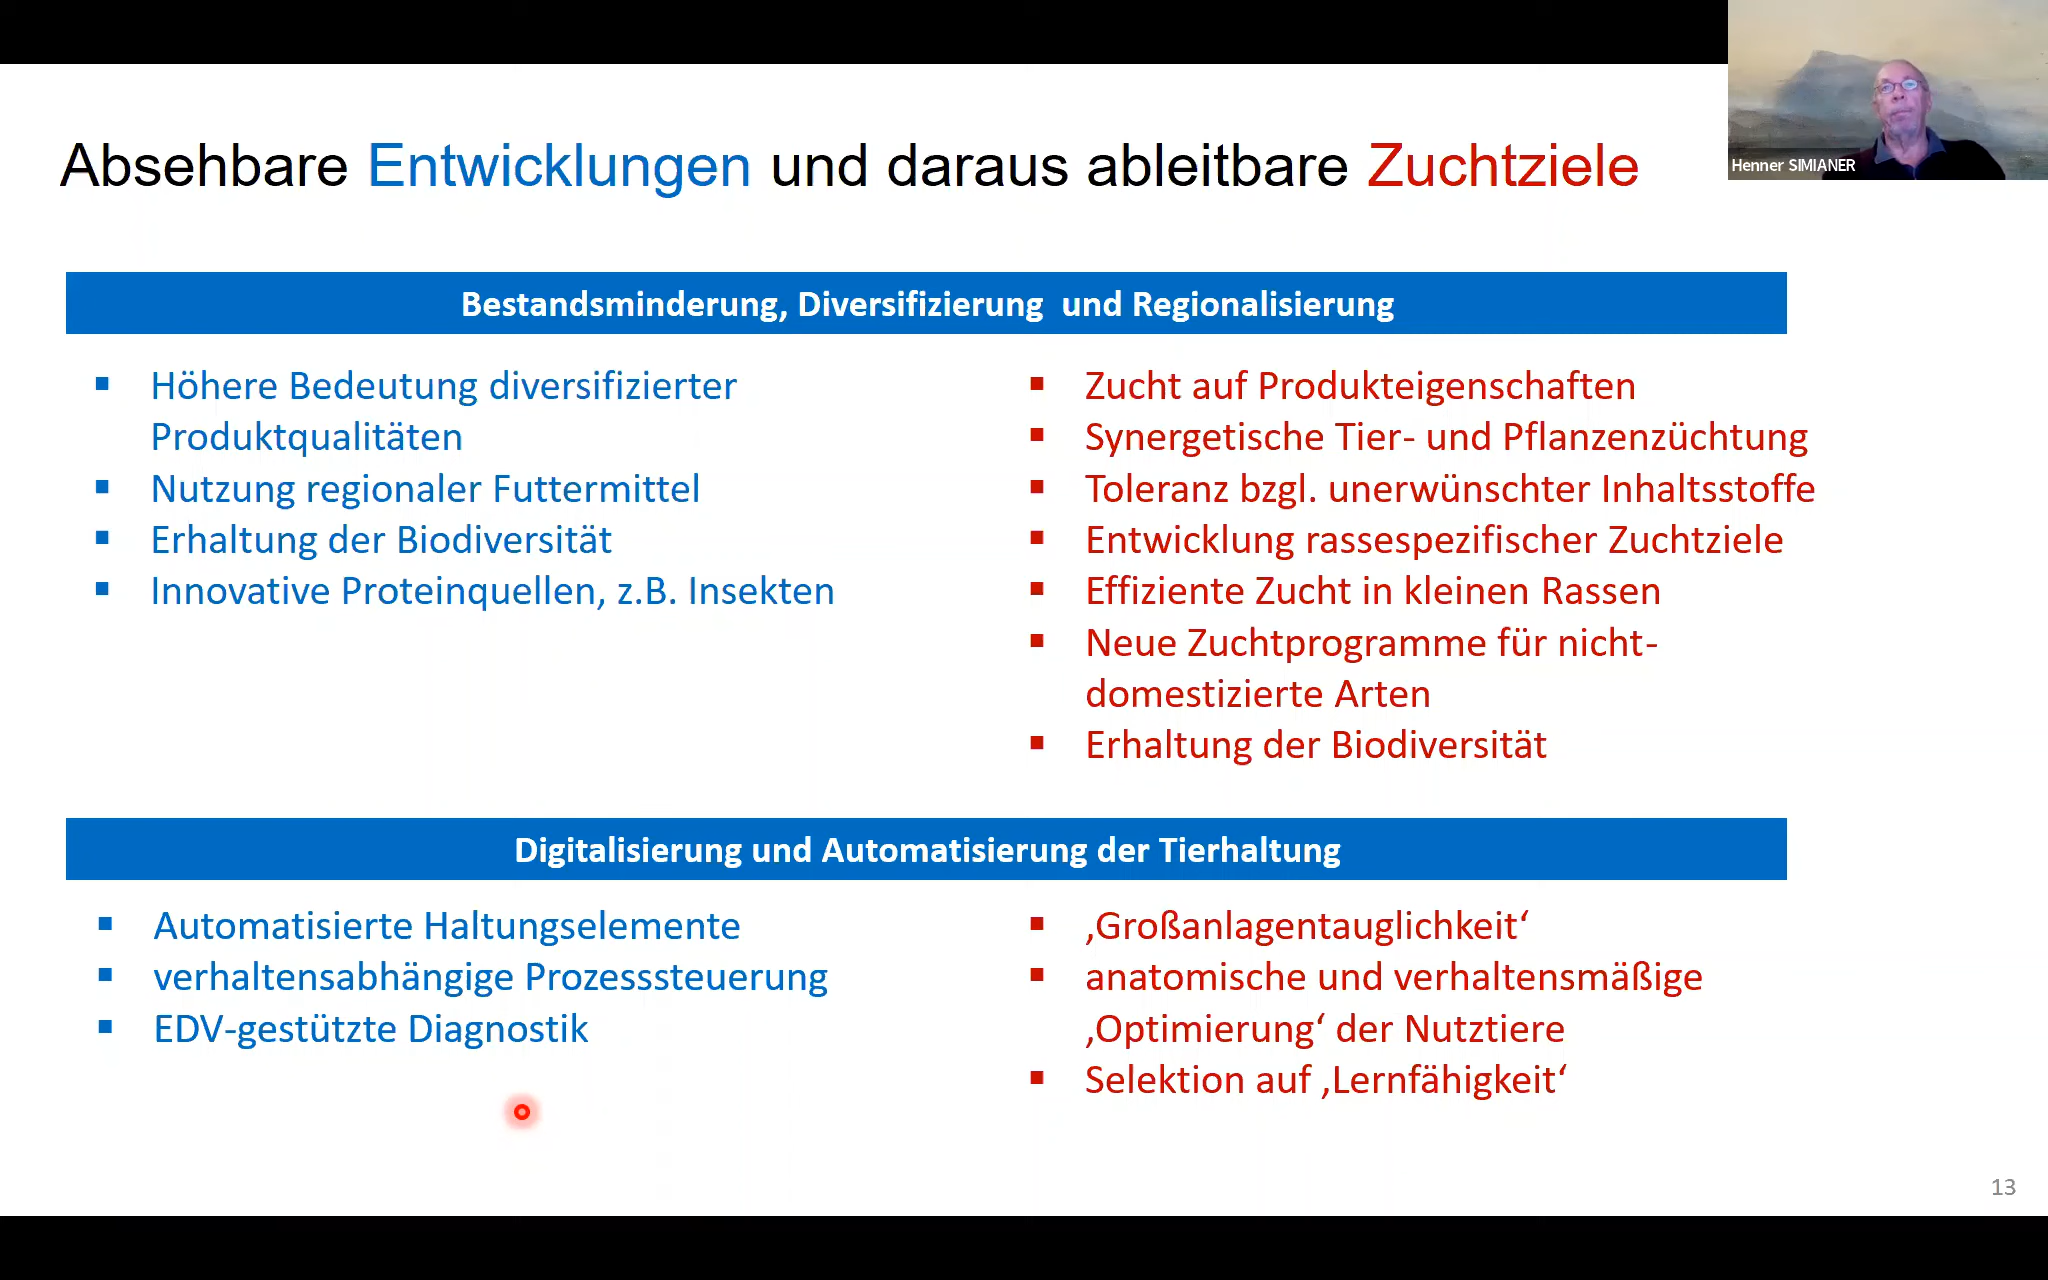 Henner SIMIANER
Absehbare Entwicklungen und daraus ableitbare Zuchtziele
Bestandsminderung, Diversifizierung und Regionalisierung
▪ Höhere Bedeutung diversifizierter
Produktqualitäten
▪ Nutzung regionaler Futtermittel
▪ Erhaltung der Biodiversität
▪ Innovative Proteinquellen, z.B. Insekten
▪ Zucht auf Produkteigenschaften
▪ Synergetische Tier- und Pflanzenzüchtung
▪ Toleranz bzgl. unerwünschter Inhaltsstoffe
▪ Entwicklung rassespezifischer Zuchtziele
▪ Effiziente Zucht in kleinen Rassen
▪ Neue Zuchtprogramme für nicht-
domestizierte Arten
▪ Erhaltung der Biodiversität
Digitalisierung und Automatisierung der Tierhaltung
▪ Automatisierte Haltungselemente
▪ verhaltensabhängige Prozesssteuerung
▪ EDV-gestützte Diagnostik
▪ ‚Großanlagentauglichkeit‘
▪ anatomische und verhaltensmäßige
‚Optimierung‘ der Nutztiere
▪ Selektion auf ‚Lernfähigkeit‘
13